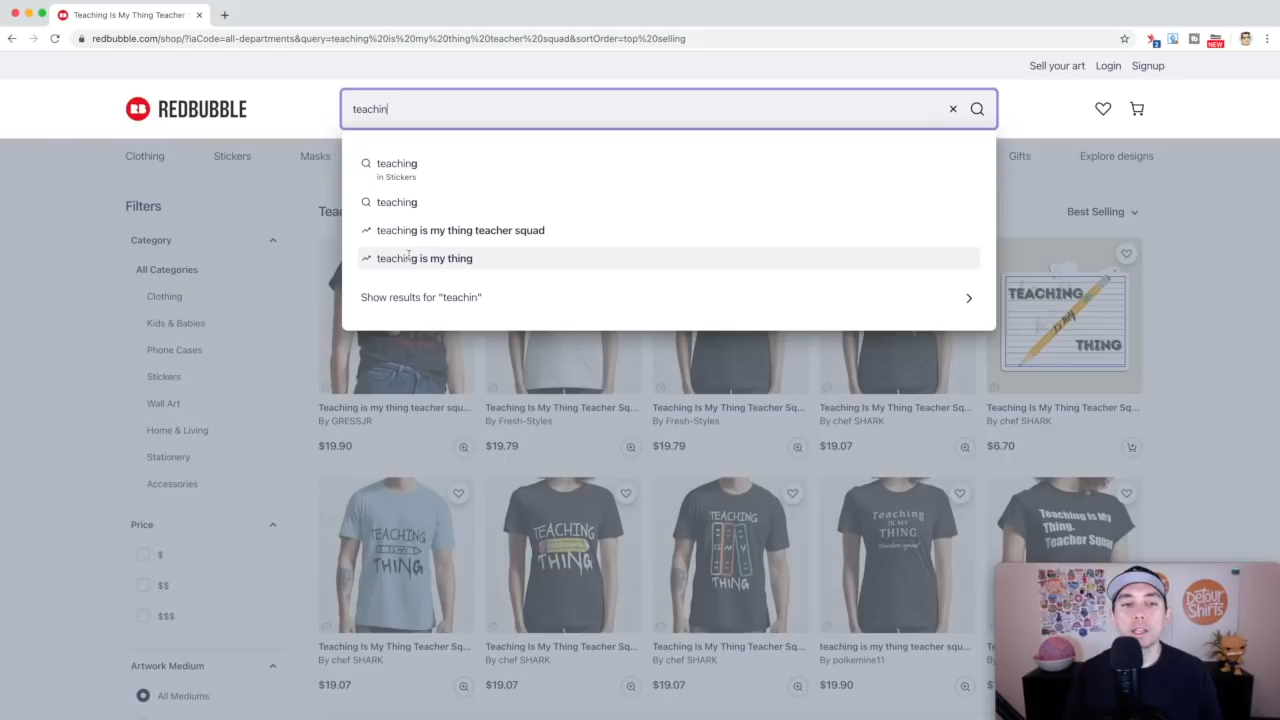 Teaching Is My Thing Teacher
redbubble.com/shop/?iaCode=all-departments&query=teaching%20is%20my%20thing%20teacher%20squad&sortOrder=top%20selling
2
NEW
Sell your art Login Signup
RB REDBUBBLE
teachin
Clothing Stickers Masks Gifts Explore designs
teaching
in Stickers
teaching
teaching is my thing teacher squad
teaching is my thing
Show results for "teachin"
Filters
Best Selling
Category
All Categories
Clothing
Kids & Babies
Phone Cases
Stickers
Wall Art
Home & Living
Stationery
Accessories
TEACHING
THING
Teaching is my thing teacher squ... Teaching Is My Thing Teacher Sq... Teaching Is My Thing Teacher Sq... Teaching Is My Thing Teacher Sq... Teaching Is My Thing Teacher Sq...
By GRESSJR By Fresh-Styles By Fresh-Styles By chef SHARK By chef SHARK
$19.90 $19.79 $19.79 $19.07 $6.70
Price
$
$$
$$$
Artwork Medium
All Mediums
TEACHING
THING
TEACHING
THING
TEACHING
IS MY
THING
Teaching
IS MY
THING
teacher squad
Teaching Is My
Thing.
Teacher Squad
Teaching Is My Thing Teacher Sq... Teaching Is My Thing Teacher Sq... Teaching Is My Thing Teacher Sq... teaching is my thing teacher squ... Teaching
By chef SHARK By chef SHARK By chef SHARK By polkemine11
$19.07 $19.07 $19.07 $19.90
DETOUR
SHIRTS